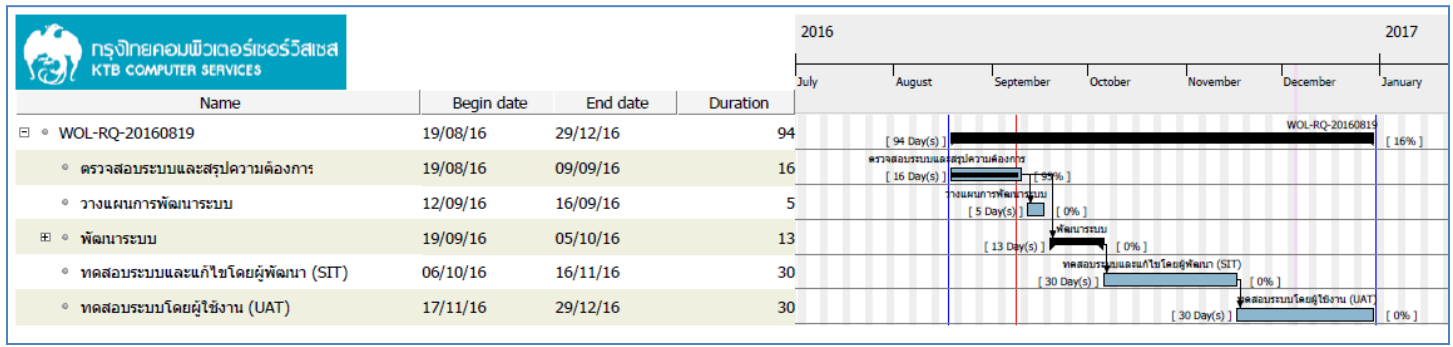 กรุงไทยคอมพิวเตอร์เซอร์วิสเซส
KTB COMPUTER SERVICES
2016 2017
July August September October November December January
Name Begin date End date Duration
WOL-RQ-20160819 19/08/16 29/12/16 94
WOL-RQ-20160819
[ 94 Day(s) ] [ 16% ]
ตรวจสอบระบบและสรุปความต้องการ 19/08/16 09/09/16 16
ตรวจสอบระบบและสรุปความต้องการ
[ 16 Day(s) ] [ 95% ]
วางแผนการพัฒนาระบบ 12/09/16 16/09/16 5
วางแผนการพัฒนาระบบ
[ 5 Day(s) ] [ 0% ]
พัฒนาระบบ 19/09/16 05/10/16 13
พัฒนาระบบ
[ 13 Day(s) ] [ 0% ]
ทดสอบระบบและแก้ไขโดยผู้พัฒนา (SIT) 06/10/16 16/11/16 30
ทดสอบระบบและแก้ไขโดยผู้พัฒนา (SIT)
[ 30 Day(s) ] [ 0% ]
ทดสอบระบบโดยผู้ใช้งาน (UAT) 17/11/16 29/12/16 30
ทดสอบระบบโดยผู้ใช้งาน (UAT)
[ 30 Day(s) ] [ 0% ]